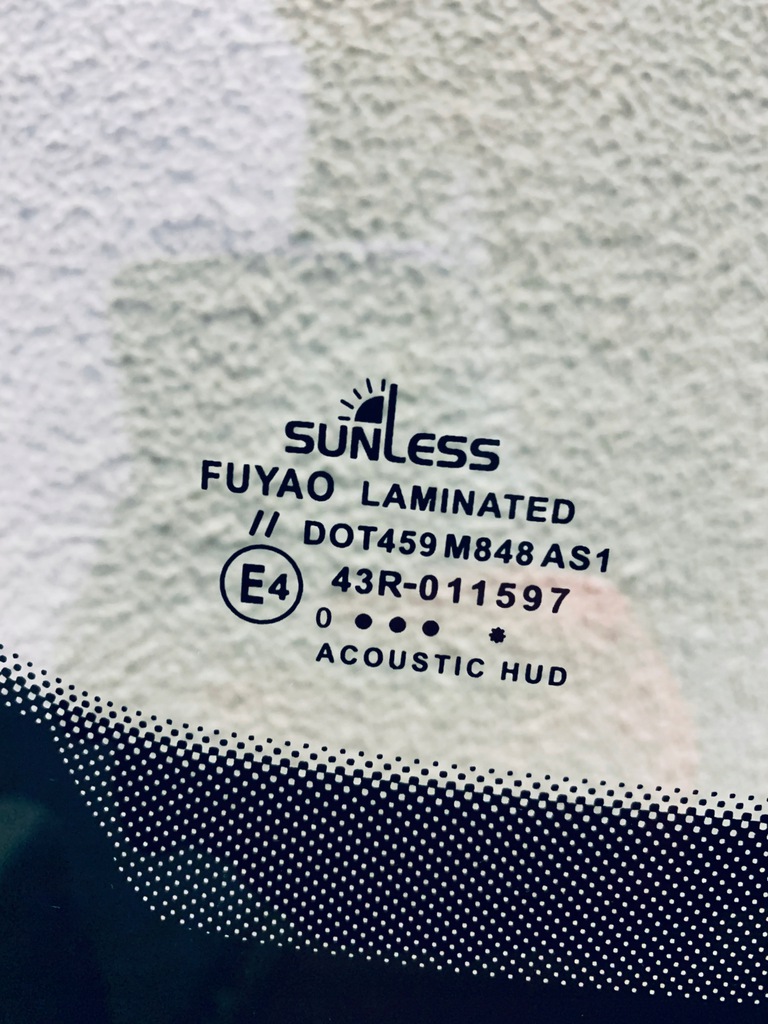 SUNLESS
FUYAO LAMINATED
// DOT459 M848 AS1
E4 43R-011597
0 ● ● ● ✸
ACOUSTIC HUD